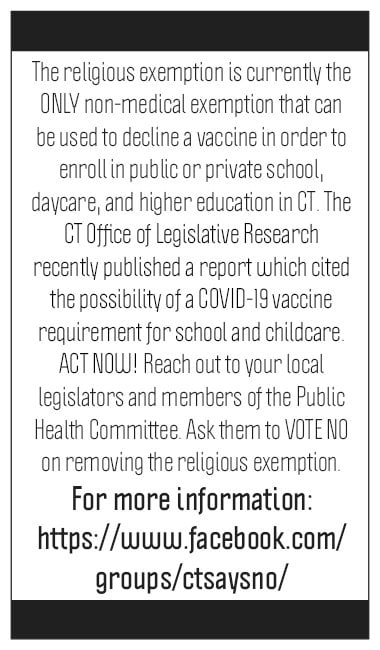 The religious exemption is currently the
ONLY non-medical exemption that can
be used to decline a vaccine in order to
enroll in public or private school,
daycare, and higher education in CT. The
CT Office of Legislative Research
recently published a report which cited
the possibility of a COVID-19 vaccine
requirement for school and childcare.
ACT NOW! Reach out to your local
legislators and members of the Public
Health Committee. Ask them to VOTE NO
on removing the religious exemption.
For more information:
https://www.facebook.com/
groups/ctsaysno/